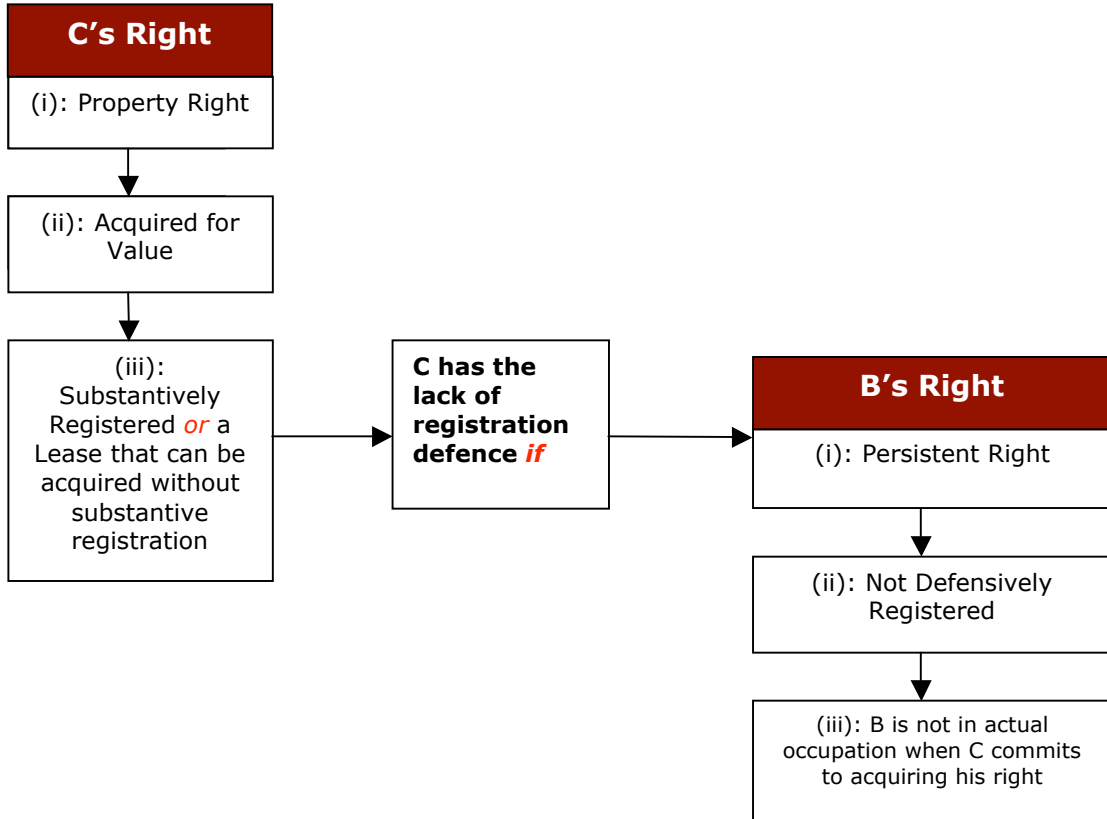 C's Right
(i): Property Right
(ii): Acquired for
Value
(iii):
Substantively
Registered or a
Lease that can be
acquired without
substantive
registration
C has the
lack of
registration
defence if
B's Right
(i): Persistent Right
(ii): Not Defensively
Registered
(iii): B is not in actual
occupation when C commits
to acquiring his right